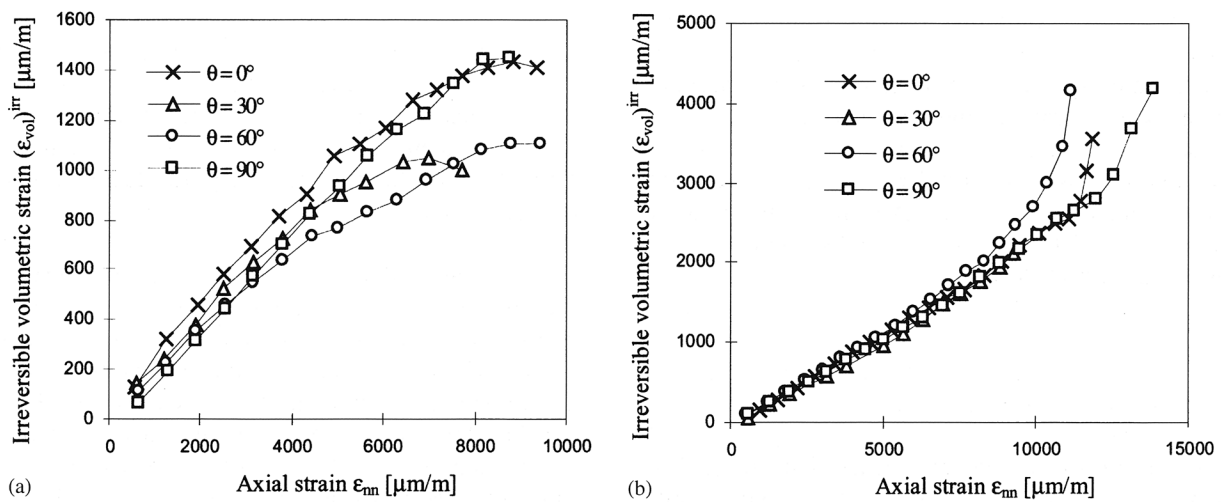 Irreversible volumetric strain (εvol)irr [μm/m]
1600
1400
1200
1000
800
600
400
200
0
θ = 0°
θ = 30°
θ = 60°
θ = 90°
0 2000 4000 6000 8000 10000
(a) Axial strain εnn [μm/m]
Irreversible volumetric strain (εvol)irr [μm/m]
5000
4000
3000
2000
1000
0
θ = 0°
θ = 30°
θ = 60°
θ = 90°
0 5000 10000 15000
(b) Axial strain εnn [μm/m]